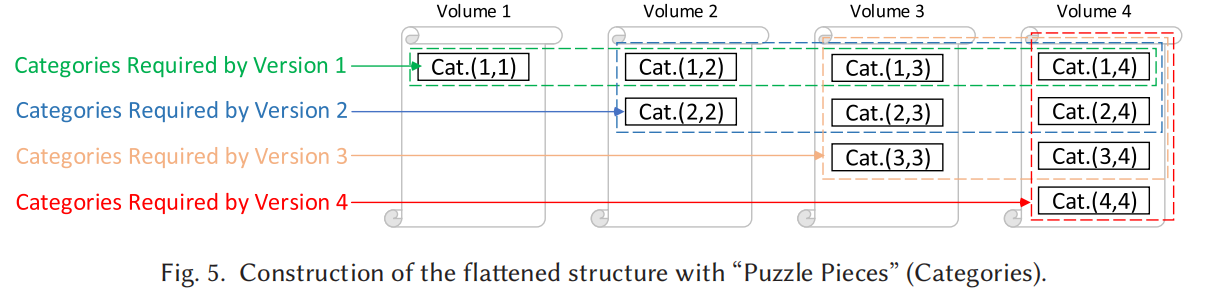 Volume 1 Volume 2 Volume 3 Volume 4
Categories Required by Version 1 Cat.(1,1) Cat.(1,2) Cat.(1,3) Cat.(1,4)
Categories Required by Version 2 Cat.(2,2) Cat.(2,3) Cat.(2,4)
Categories Required by Version 3 Cat.(3,3) Cat.(3,4)
Categories Required by Version 4 Cat.(4,4)
Fig. 5. Construction of the flattened structure with “Puzzle Pieces” (Categories).